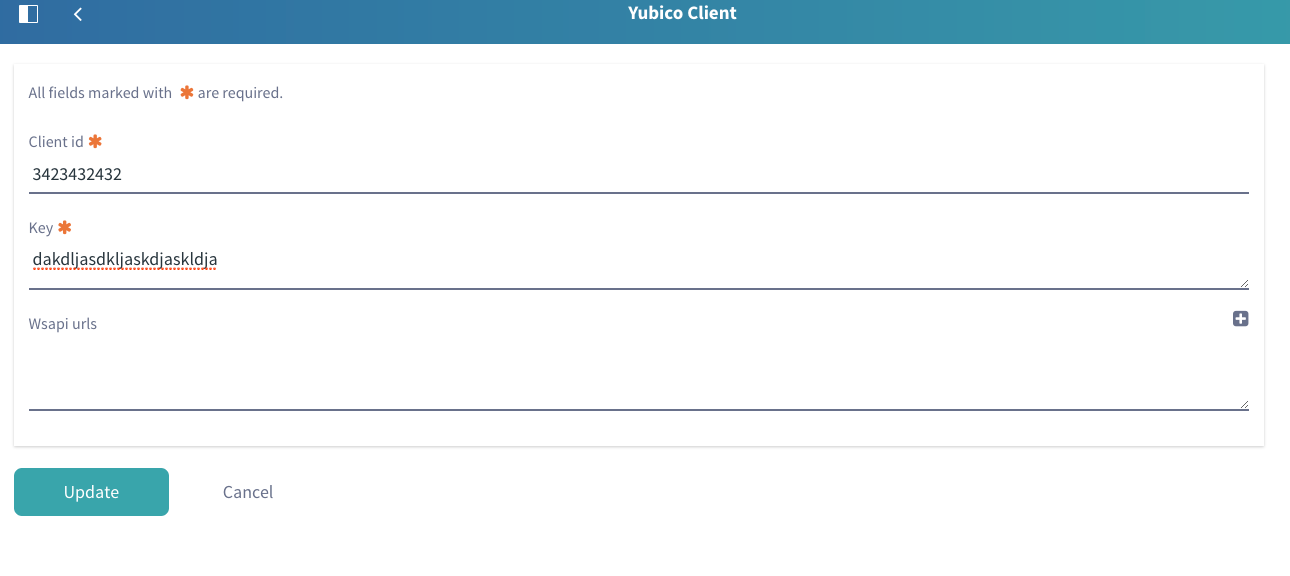 Yubico Client
All fields marked with ✱ are required.
Client id ✱
3423432432
Key ✱
dakdljasdkljaskdjaskldja
Wsapi urls
Update
Cancel